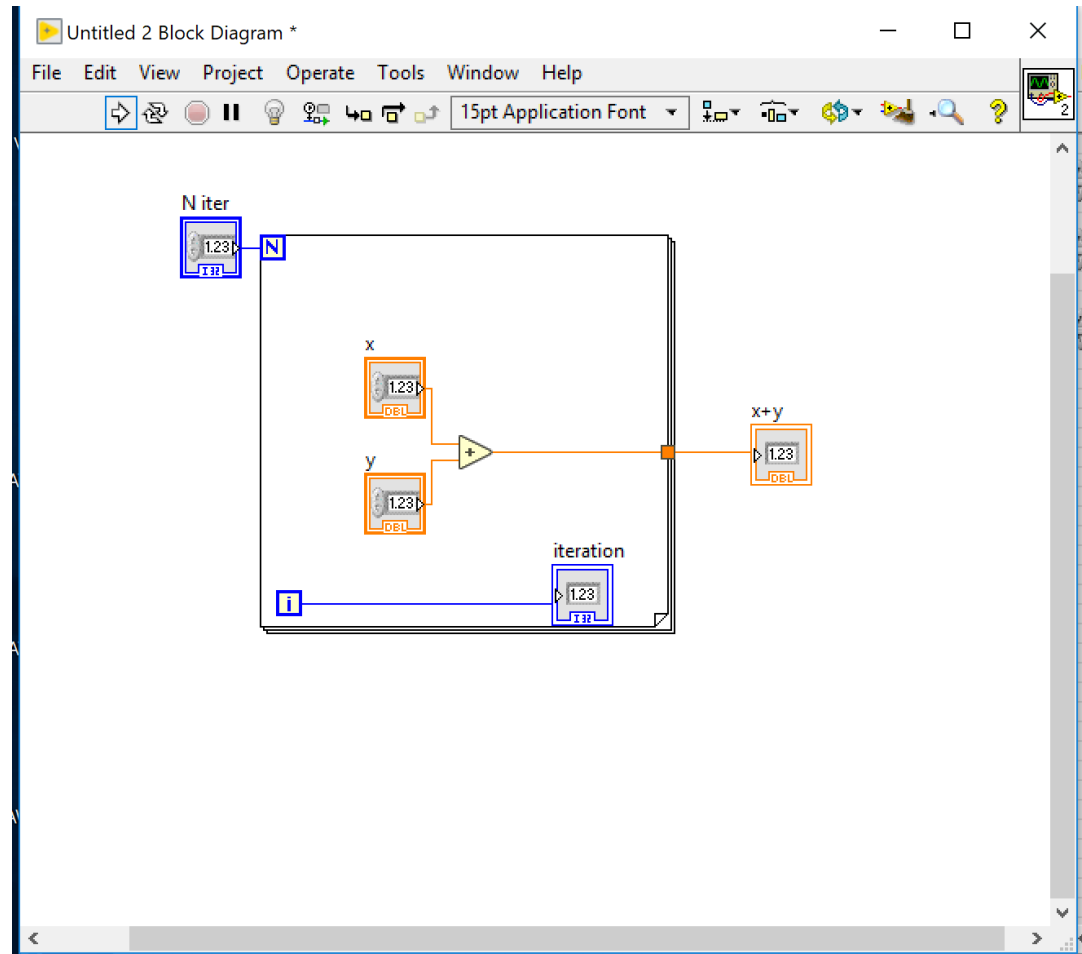 Untitled 2 Block Diagram *
File Edit View Project Operate Tools Window Help
15pt Application Font
?
2
N iter
1.23
I32
N
x
1.23
DBL
x+y
1.23
DBL
+
y
1.23
DBL
iteration
1.23
I32
i